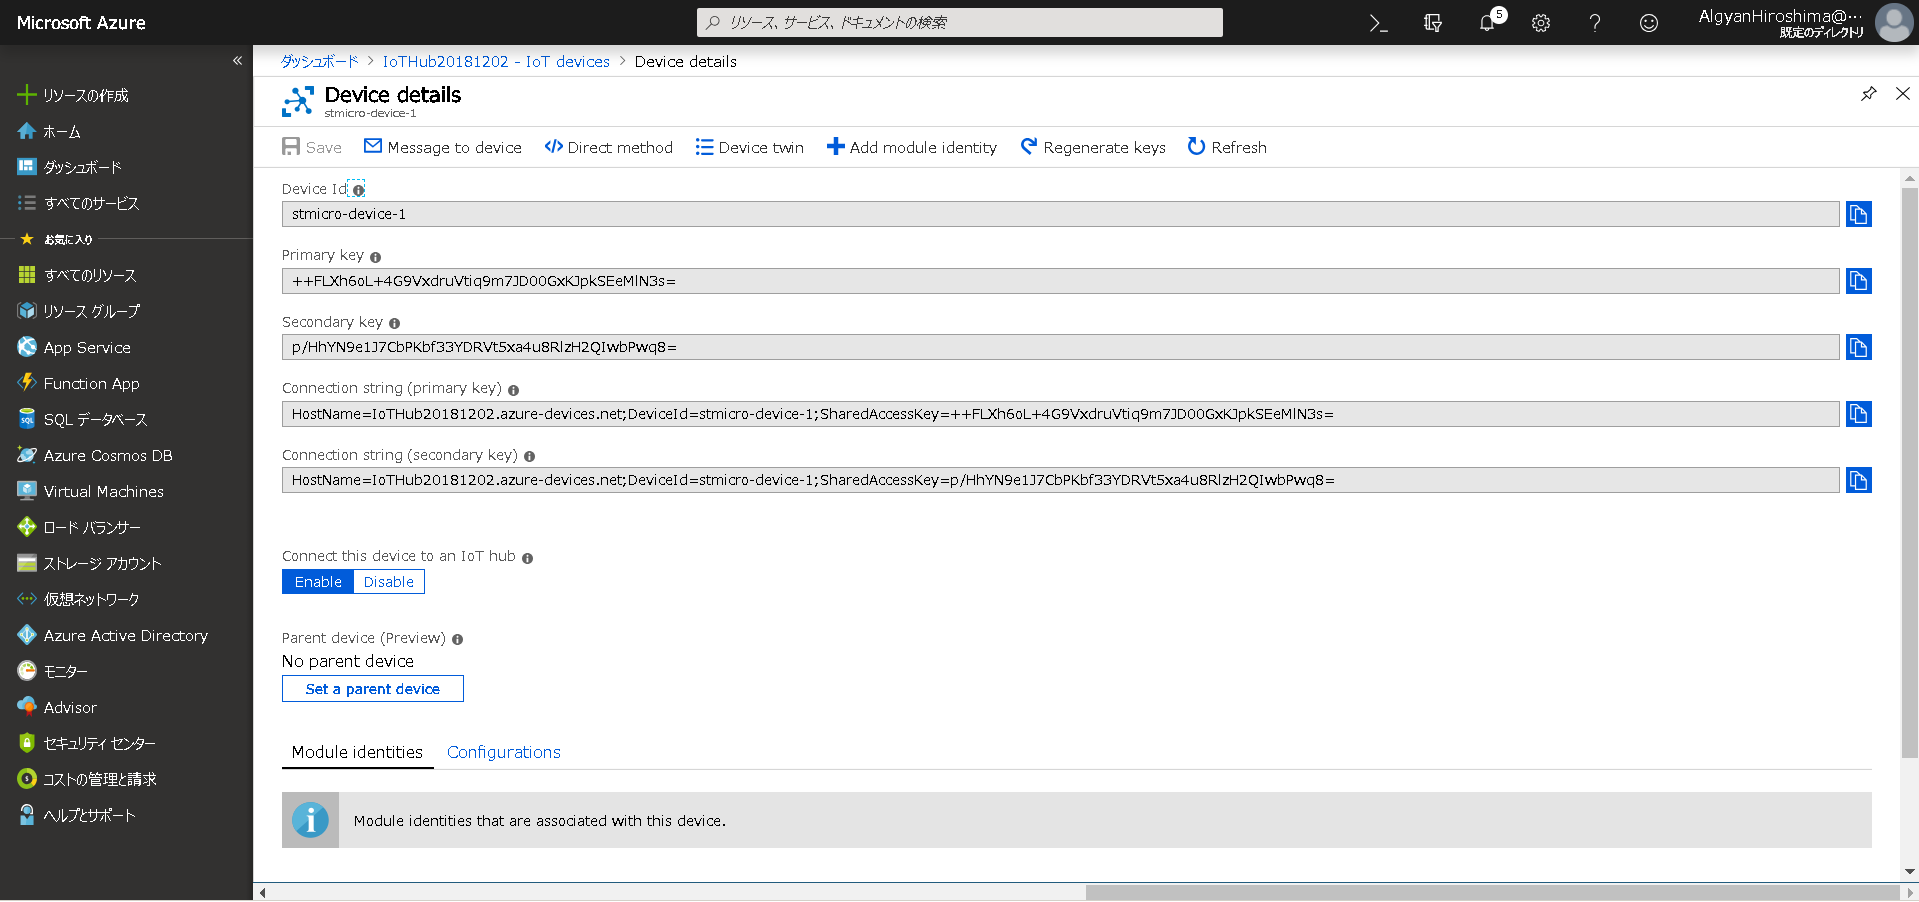 Microsoft Azure
リソース、サービス、ドキュメントの検索
5
AlgyanHiroshima@···
既定のディレクトリ
«
リソースの作成
ホーム
ダッシュボード
すべてのサービス
お気に入り
すべてのリソース
リソース グループ
App Service
Function App
SQL データベース
Azure Cosmos DB
Virtual Machines
ロード バランサー
ストレージ アカウント
仮想ネットワーク
Azure Active Directory
モニター
Advisor
セキュリティ センター
コストの管理と請求
ヘルプとサポート
ダッシュボード > IoTHub20181202 - IoT devices > Device details
Device details
stmicro-device-1
Save Message to device Direct method Device twin Add module identity Regenerate keys Refresh
Device Id
stmicro-device-1
Primary key
++FLXh6oL+4G9VxdruVtiq9m7JD00GxKJpkSEeMlN3s=
Secondary key
p/HhYN9e1J7CbPKbf33YDRVt5xa4u8RlzH2QIwbPwq8=
Connection string (primary key)
HostName=IoTHub20181202.azure-devices.net;DeviceId=stmicro-device-1;SharedAccessKey=++FLXh6oL+4G9VxdruVtiq9m7JD00GxKJpkSEeMlN3s=
Connection string (secondary key)
HostName=IoTHub20181202.azure-devices.net;DeviceId=stmicro-device-1;SharedAccessKey=p/HhYN9e1J7CbPKbf33YDRVt5xa4u8RlzH2QIwbPwq8=
Connect this device to an IoT hub
Enable Disable
Parent device (Preview)
No parent device
Set a parent device
Module identities Configurations
Module identities that are associated with this device.